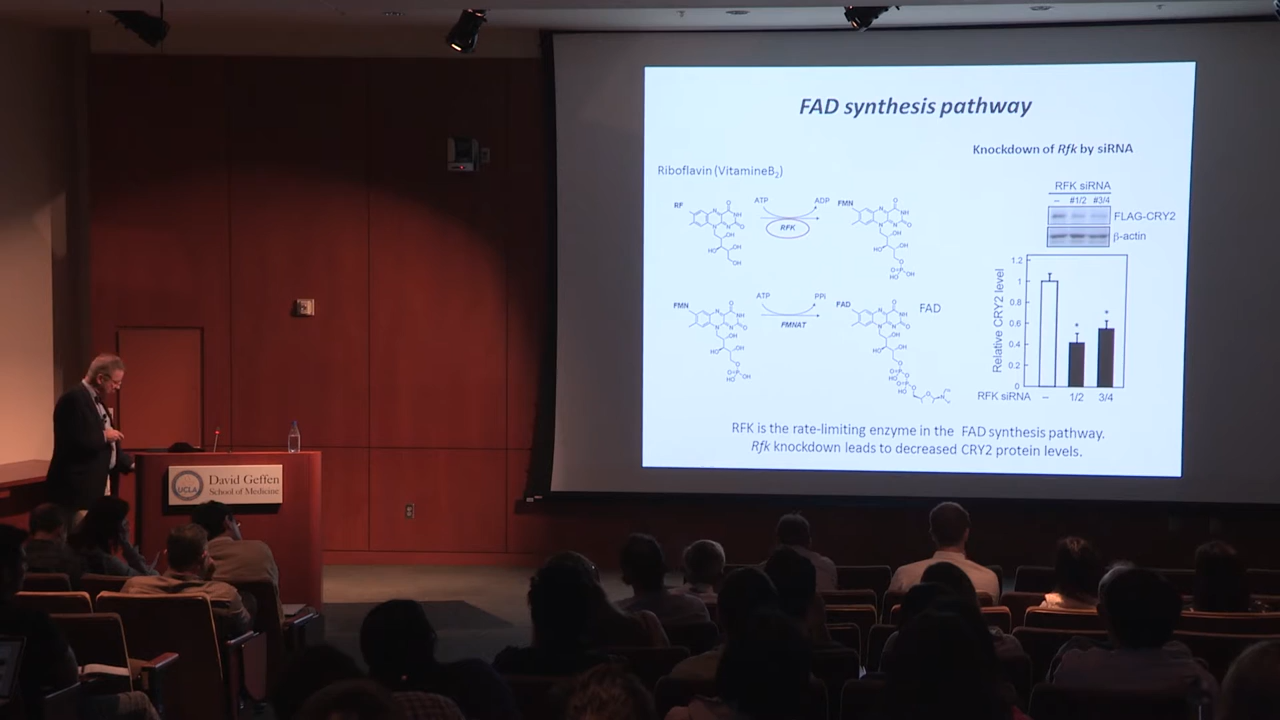 FAD synthesis pathway
Knockdown of Rfk by siRNA
Riboflavin (VitamineB2)
RF
ATP
ADP
RFK
FMN
RFK siRNA
– #1/2 #3/4
FLAG-CRY2
β-actin
FMN
ATP
PPi
FMNAT
FAD
FAD
Relative CRY2 level
1.2
1
0.8
0.6
0.4
0.2
0
* *
RFK siRNA – 1/2 3/4
RFK is the rate-limiting enzyme in the FAD synthesis pathway.
Rfk knockdown leads to decreased CRY2 protein levels.
UCLA
David Geffen
School of Medicine